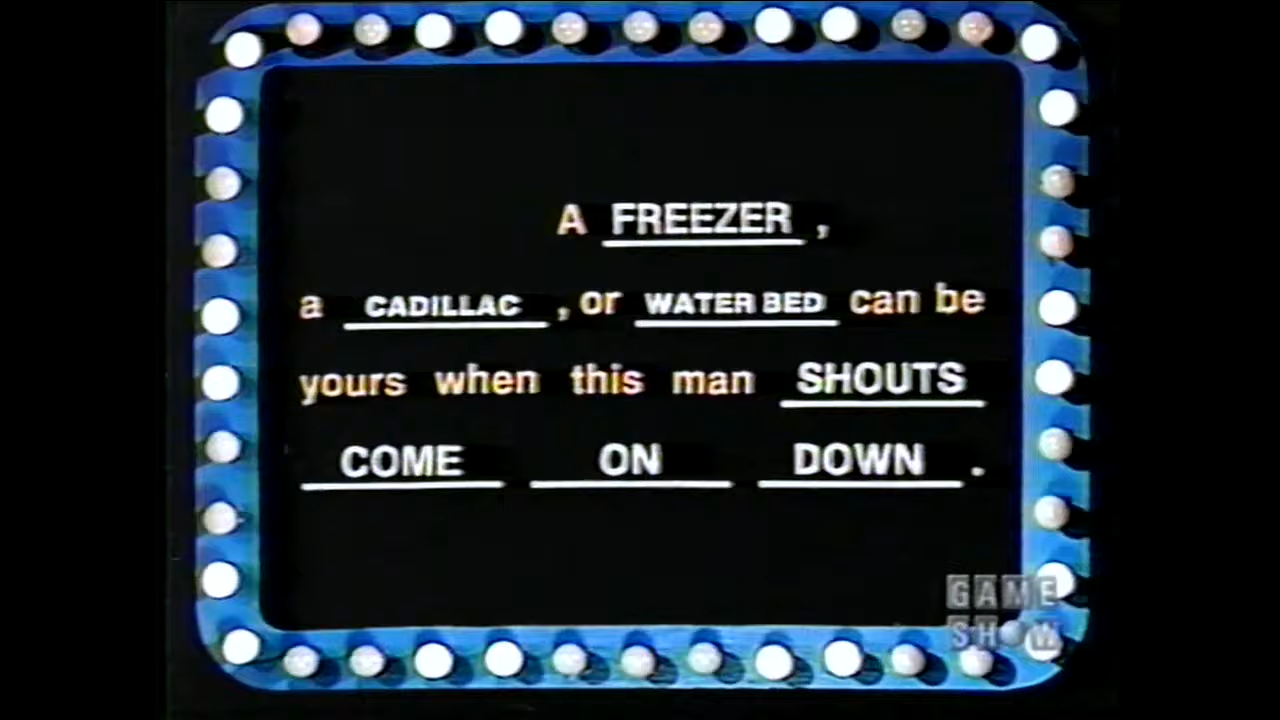 A FREEZER,
a CADILLAC, or WATER BED can be
yours when this man SHOUTS
COME ON DOWN.
GAME
SHOW